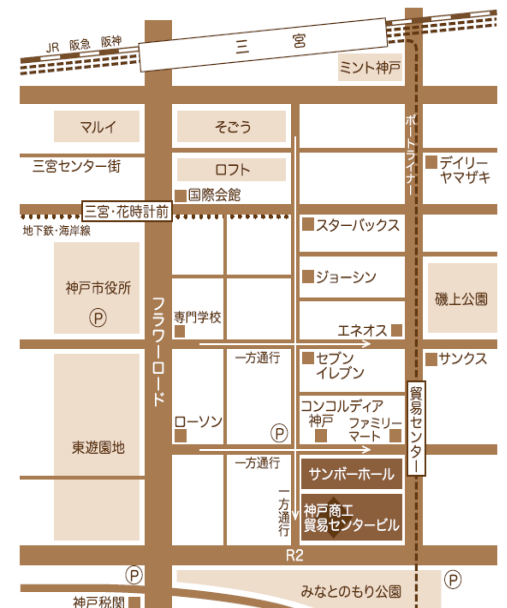 JR 阪急 阪神
三宮
ミント神戸
マルイ
そごう
ポートライナー
三宮センター街
ロフト
デイリー
ヤマザキ
国際会館
三宮・花時計前
地下鉄・海岸線
スターバックス
神戸市役所
P
ジョーシン
磯上公園
フラワーロード
専門学校
エネオス
一方通行
セブン
イレブン
サンクス
貿易センター
コンコルディア
神戸
ファミリー
マート
ローソン
P
東遊園地
一方通行
サンボーホール
一方通行
神戸商工
貿易センタービル
R2
P
P
みなとのもり公園
神戸税関